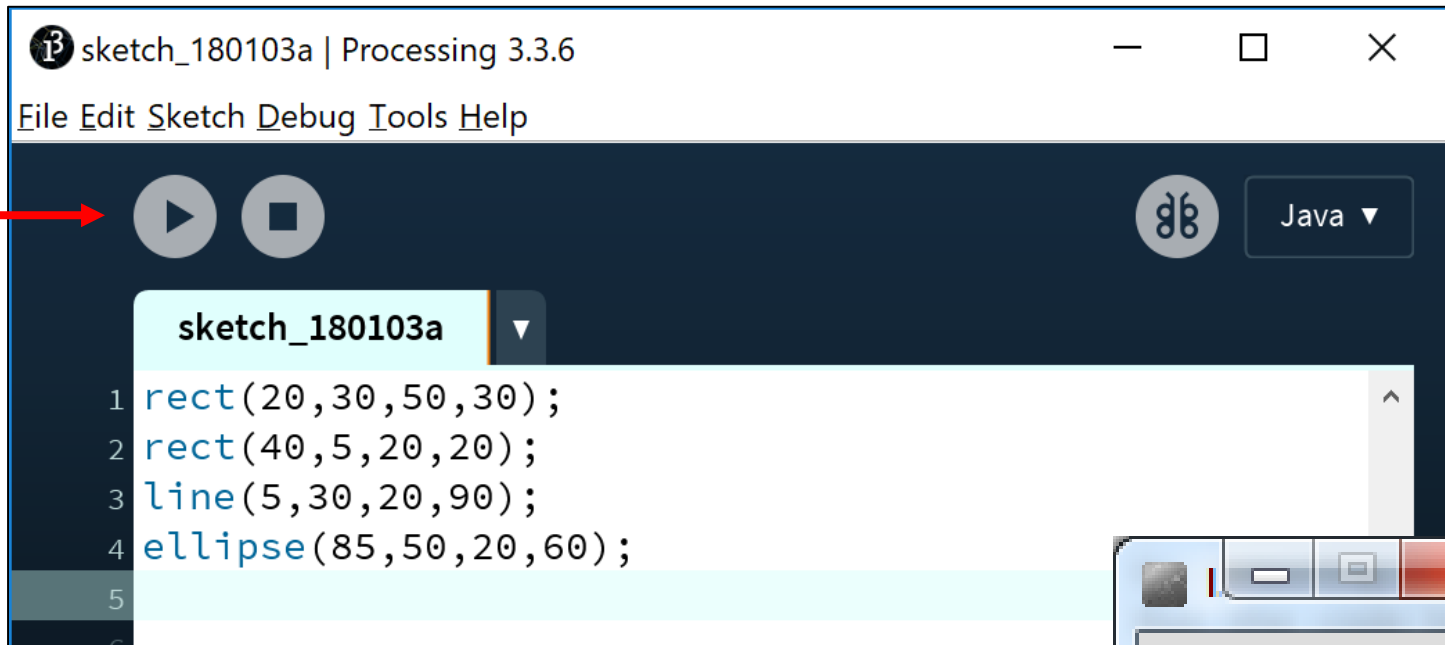 sketch_180103a | Processing 3.3.6
File Edit Sketch Debug Tools Help
Java ▼
sketch_180103a ▼
1 rect(20,30,50,30);
2 rect(40,5,20,20);
3 line(5,30,20,90);
4 ellipse(85,50,20,60);
5